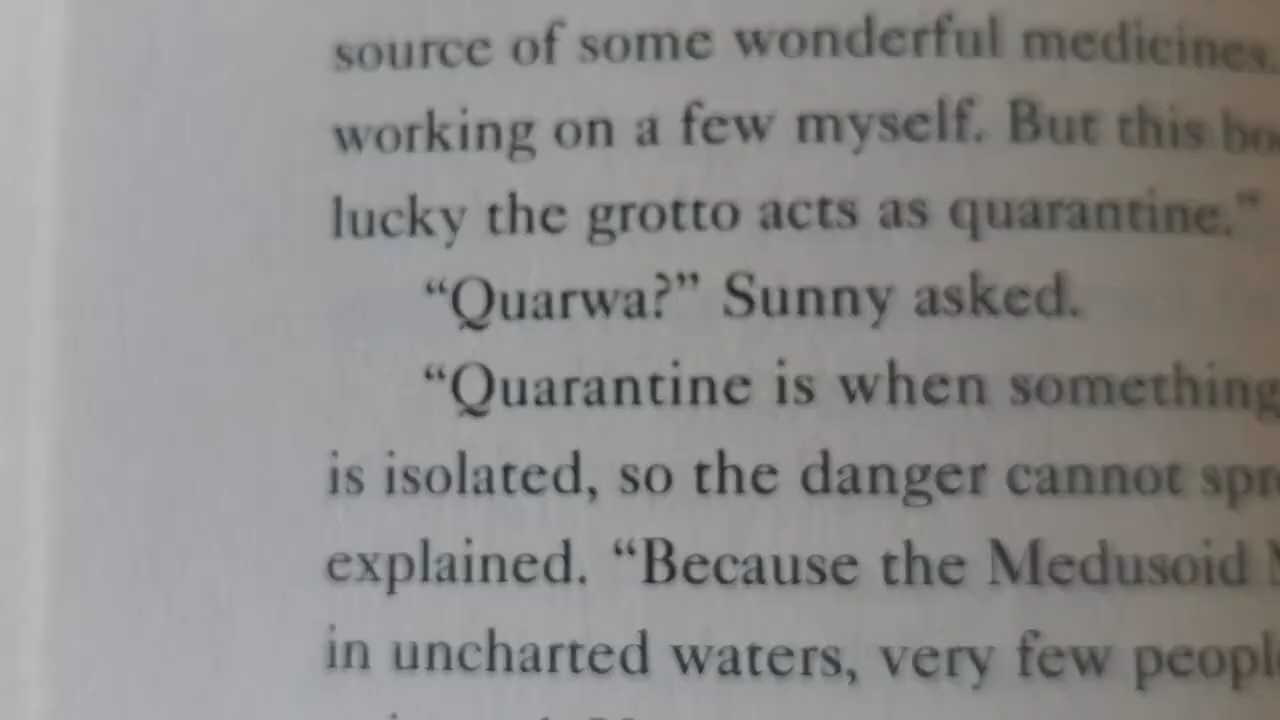 source of some wonderful medicines.
working on a few myself. But this
lucky the grotto acts as quarantine.”
“Quarwa?” Sunny asked.
“Quarantine is when something
is isolated, so the danger cannot
explained. “Because the Medusoid
in uncharted waters, very few